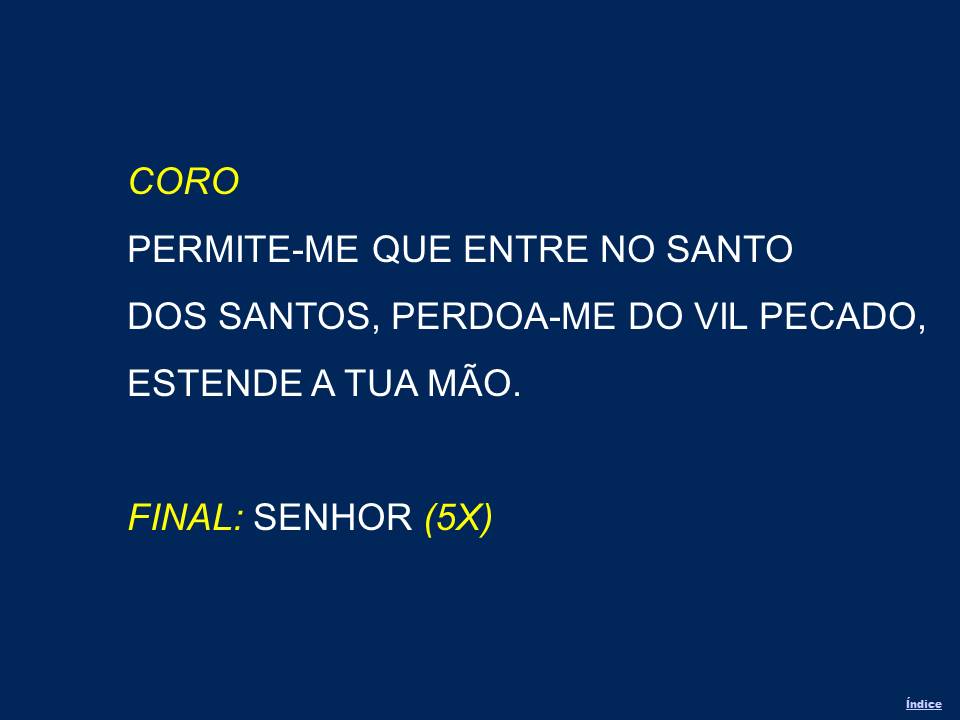 CORO
PERMITE-ME QUE ENTRE NO SANTO
DOS SANTOS, PERDOA-ME DO VIL PECADO,
ESTENDE A TUA MÃO.
FINAL: SENHOR (5X)
Índice